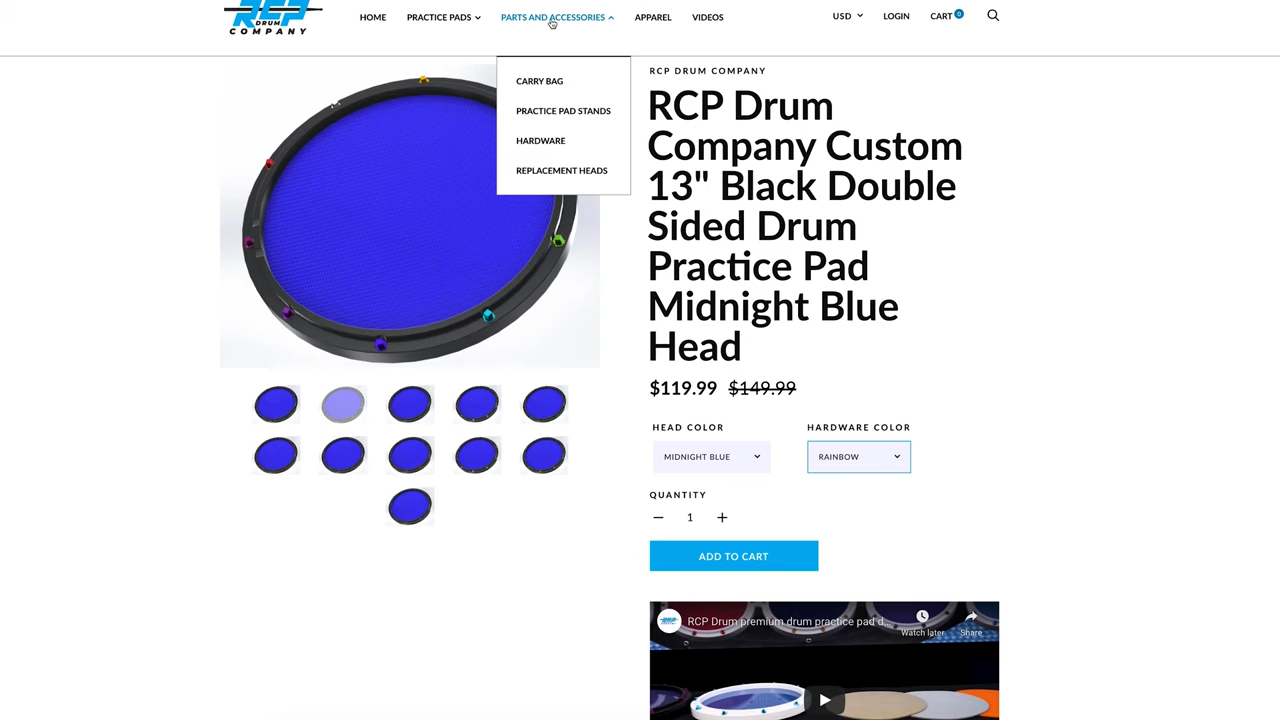 RCP
DRUM
COMPANY
HOME
PRACTICE PADS
PARTS AND ACCESSORIES
APPAREL
VIDEOS
USD
LOGIN
CART 0
CARRY BAG
PRACTICE PAD STANDS
HARDWARE
REPLACEMENT HEADS
RCP DRUM COMPANY
RCP Drum
Company Custom
13" Black Double
Sided Drum
Practice Pad
Midnight Blue
Head
$119.99 $149.99
HEAD COLOR
HARDWARE COLOR
MIDNIGHT BLUE
RAINBOW
QUANTITY
1
ADD TO CART
RCP Drum premium drum practice pad d...
Watch later
Share